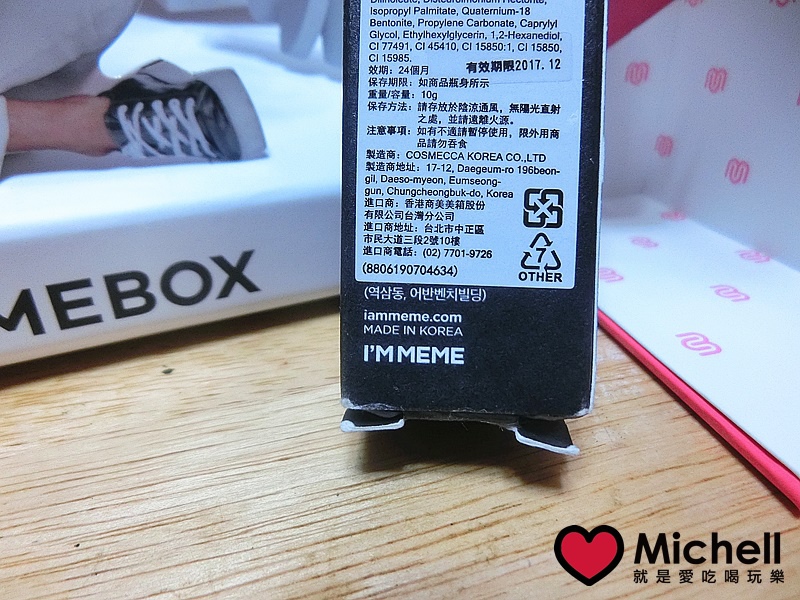 Isopropyl Palmitate, Quaternium-18
Bentonite, Propylene Carbonate, Caprylyl
Glycol, Ethylhexylglycerin, 1,2-Hexanediol,
CI 77491, CI 45410, CI 15850:1, CI 15850,
CI 15985.
有效期限2017.12
效期：24個月
保存期限：如商品瓶身所示
重量/容量：10g
保存方法：請存放於陰涼通風，無陽光直射
之處，並請遠離火源。
注意事項：如有不適請暫停使用，限外用商
品請勿吞食
製造商：COSMECCA KOREA CO.,LTD
製造商地址：17-12, Daegeum-ro 196beon-
gil, Daeso-myeon, Eumseong-
gun, Chungcheongbuk-do, Korea
進口商：香港商美美箱股份
有限公司台灣分公司
進口商地址：台北市中正區
市民大道三段2號10樓
進口商電話：(02) 7701-9726
(8806190704634)
7
OTHER
(역삼동, 어반벤치빌딩)
iammeme.com
MADE IN KOREA
I'M MEME
MEBOX
Michell
就是愛吃喝玩樂